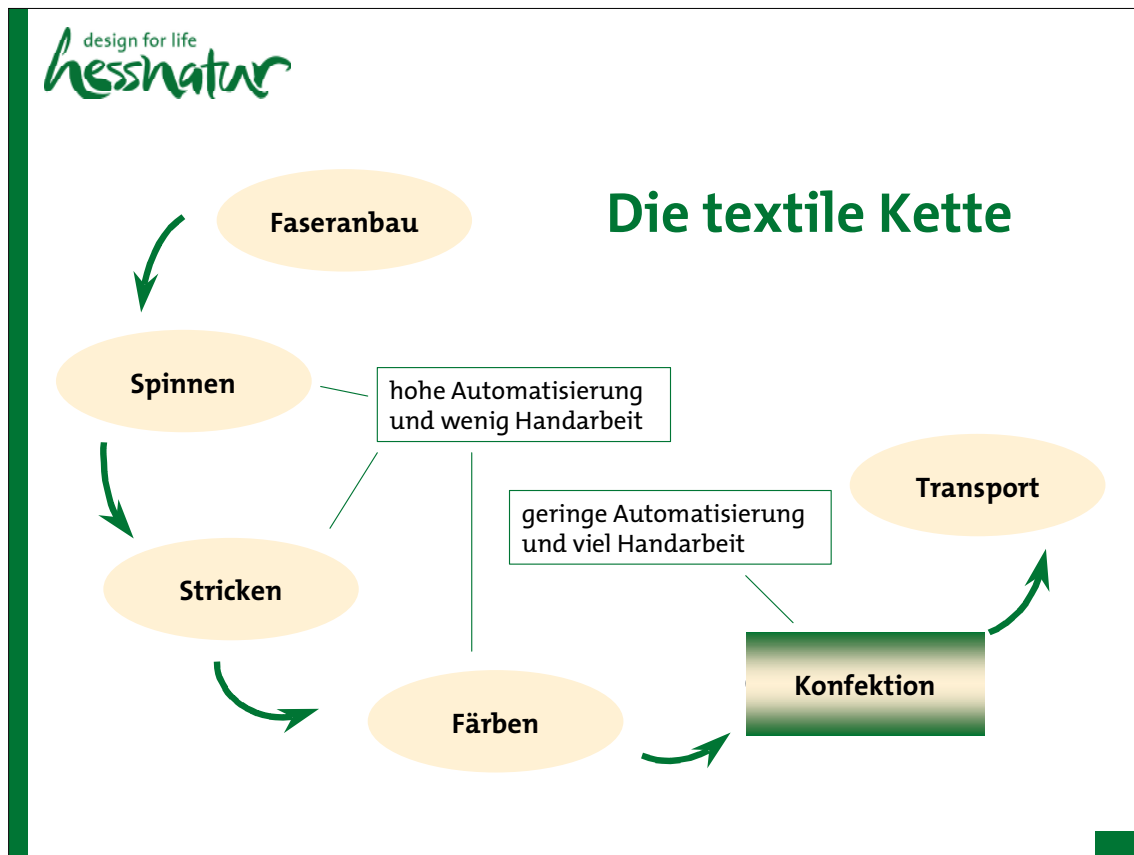 design for life
hessnatur
Die textile Kette
Faseranbau
Spinnen
hohe Automatisierung
und wenig Handarbeit
Transport
geringe Automatisierung
und viel Handarbeit
Stricken
Konfektion
Färben